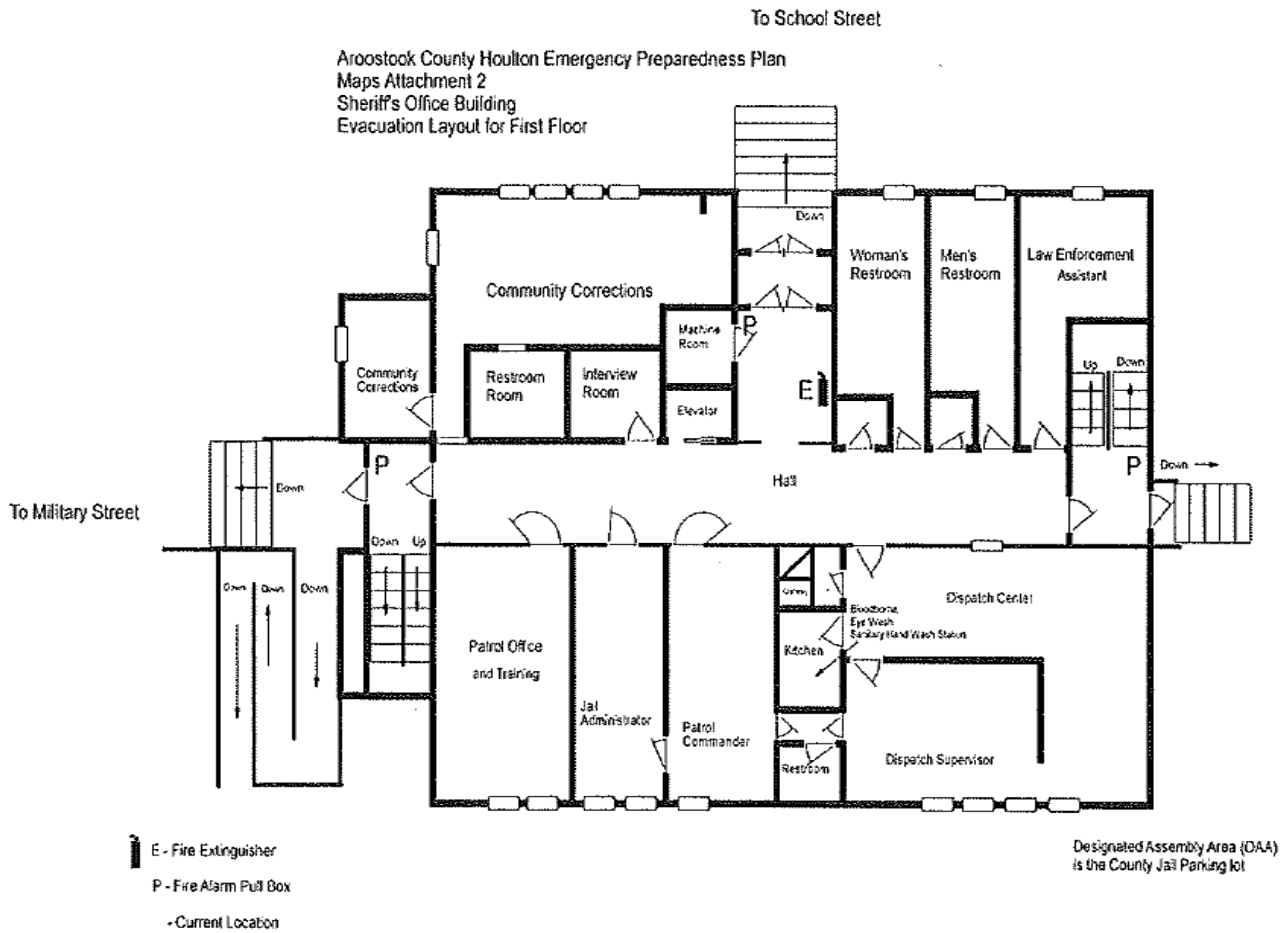 To School Street
Aroostook County Houlton Emergency Preparedness Plan
Maps Attachment 2
Sheriff's Office Building
Evacuation Layout for First Floor
Down
Woman's
Restroom
Men's
Restroom
Law Enforcement
Assistant
Community Corrections
P
Machine
Room
Community
Corrections
Restroom
Room
Interview
Room
E
Up
Down
Elevator
P
P
Down
Down
Hall
To Military Street
Down
Up
Down
Down
Down
Dispatch Center
Bloodborne
Eye Wash
Sanitary Hand Wash Station
Patrol Office
and Training
Kitchen
Jail
Administrator
Patrol
Commander
Dispatch Supervisor
Restroom
E - Fire Extinguisher
P - Fire Alarm Pull Box
- Current Location
Designated Assembly Area (DAA)
is the County Jail Parking lot